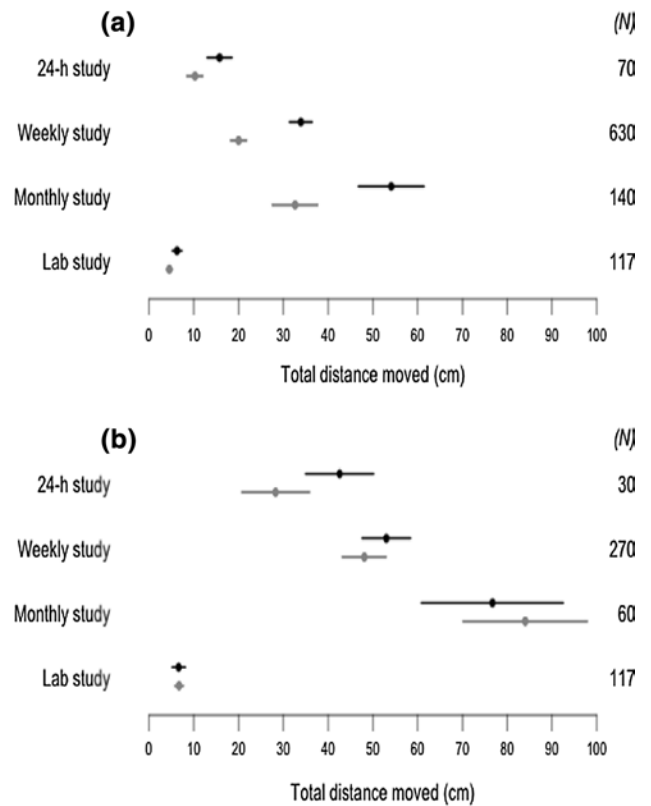 (a) (N)
24-h study 70
Weekly study 630
Monthly study 140
Lab study 117
0 10 20 30 40 50 60 70 80 90 100
Total distance moved (cm)
(b) (N)
24-h study 30
Weekly study 270
Monthly study 60
Lab study 117
0 10 20 30 40 50 60 70 80 90 100
Total distance moved (cm)